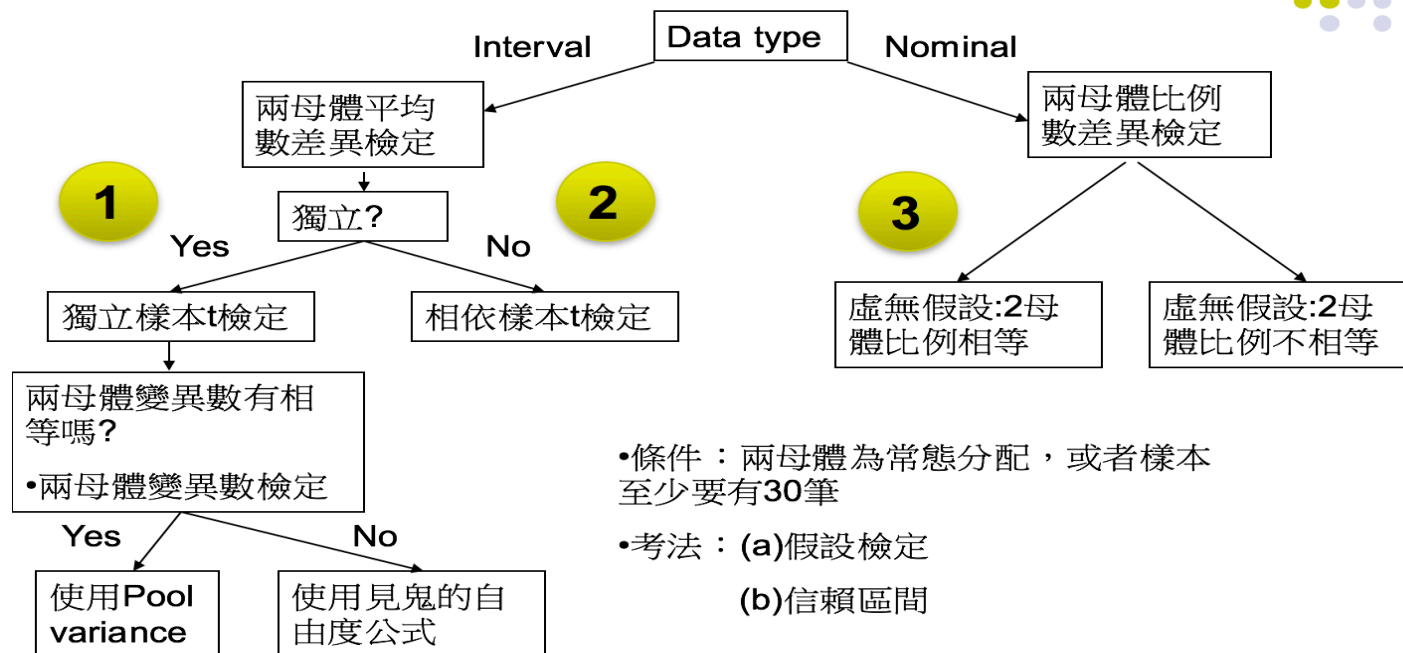 Data type
Interval
Nominal
兩母體平均
數差異檢定
兩母體比例
數差異檢定
1
2
3
獨立?
Yes
No
獨立樣本t檢定
相依樣本t檢定
虛無假設:2母
體比例相等
虛無假設:2母
體比例不相等
兩母體變異數有相
等嗎?
•兩母體變異數檢定
Yes
No
使用Pool
variance
使用見鬼的自
由度公式
•條件：兩母體為常態分配，或者樣本
至少要有30筆
•考法：(a)假設檢定
(b)信賴區間